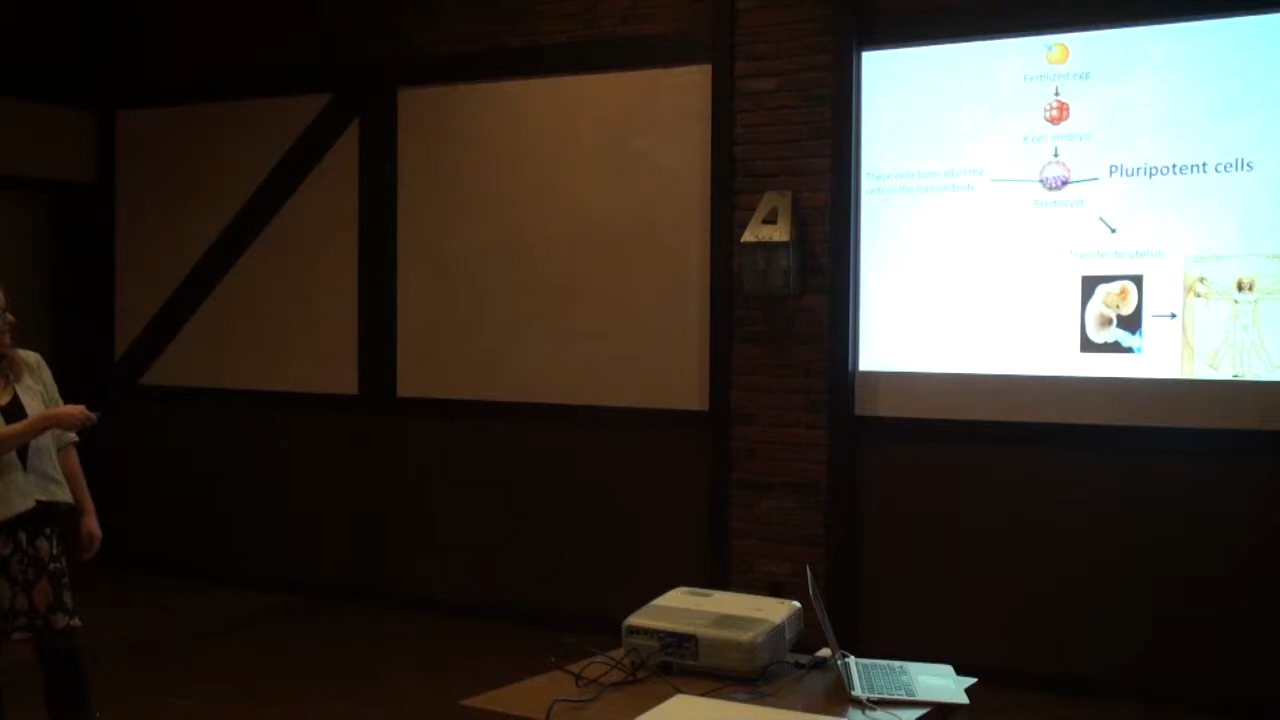 Fertilized egg
8 cell embryo
These cells form all of the
cells in the human body
Pluripotent cells
Blastocyst
Transfer to uterus